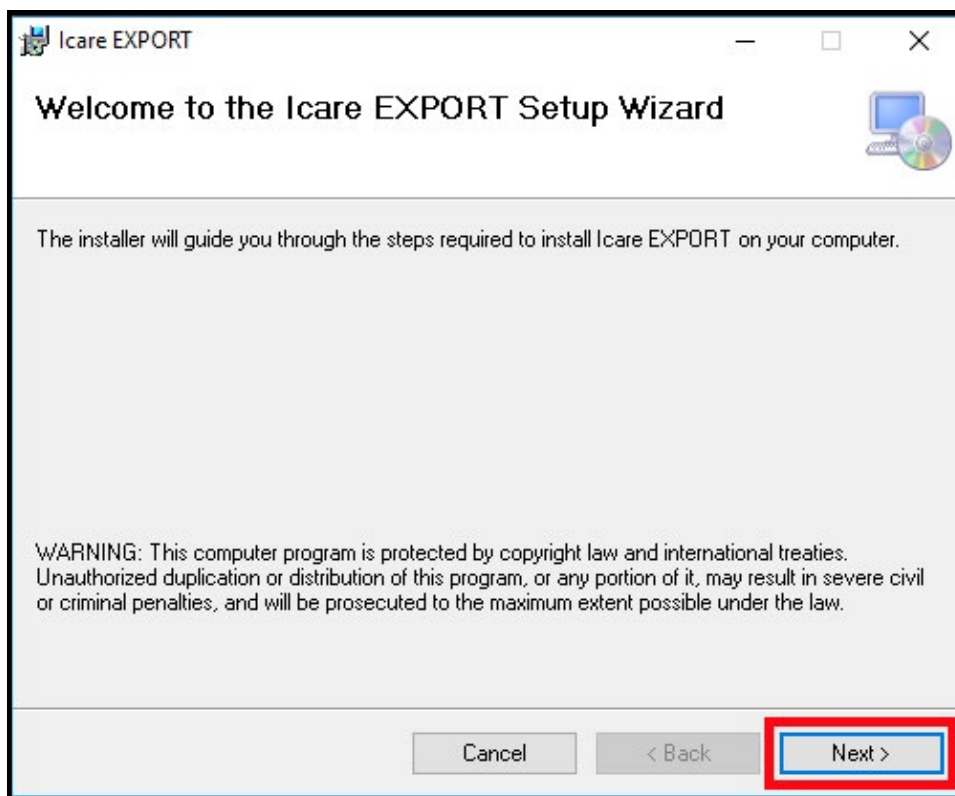 Icare EXPORT
Welcome to the Icare EXPORT Setup Wizard
The installer will guide you through the steps required to install Icare EXPORT on your computer.
WARNING: This computer program is protected by copyright law and international treaties.
Unauthorized duplication or distribution of this program, or any portion of it, may result in severe civil
or criminal penalties, and will be prosecuted to the maximum extent possible under the law.
Cancel < Back Next >